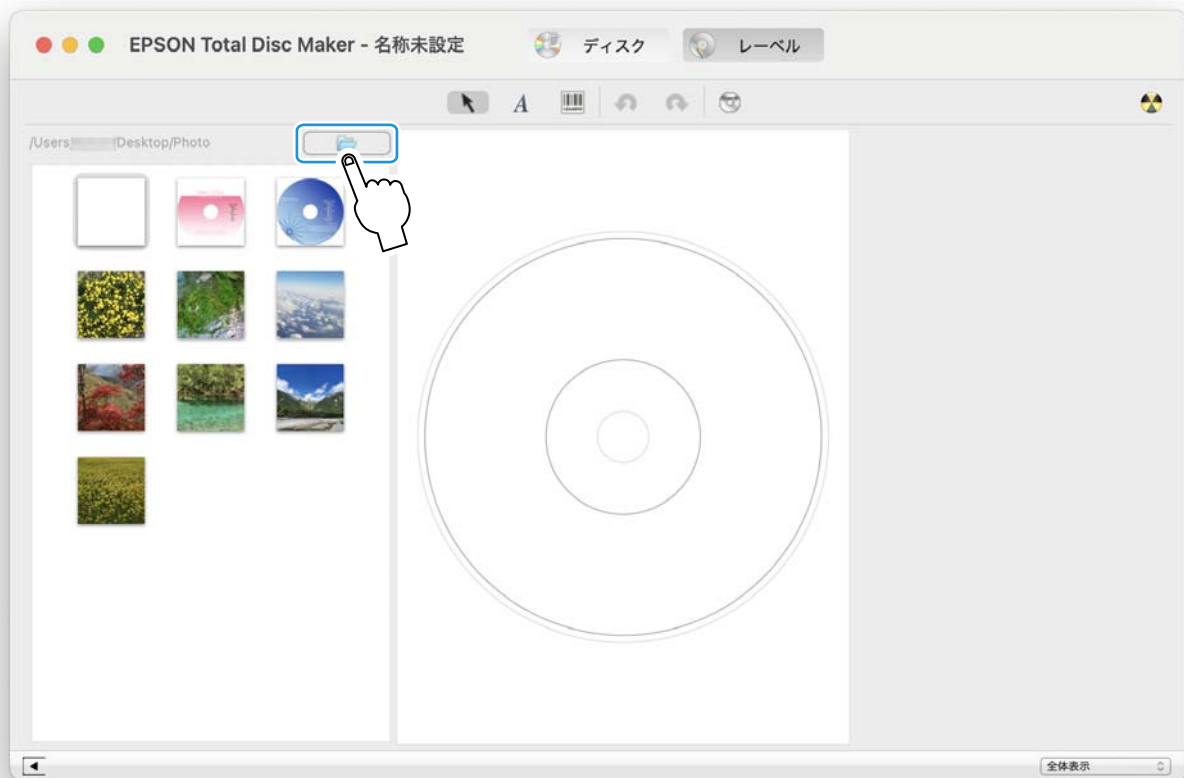 EPSON Total Disc Maker - 名称未設定
ディスク
レーベル
A
/Users/ /Desktop/Photo
全体表示